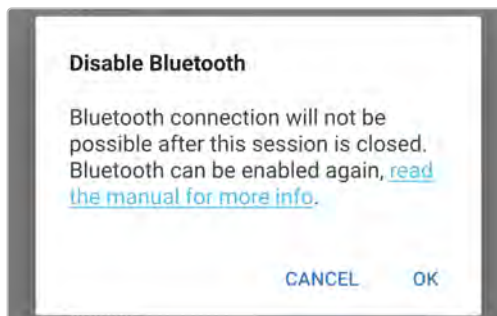 Disable Bluetooth
Bluetooth connection will not be
possible after this session is closed.
Bluetooth can be enabled again, read
the manual for more info.
CANCEL OK